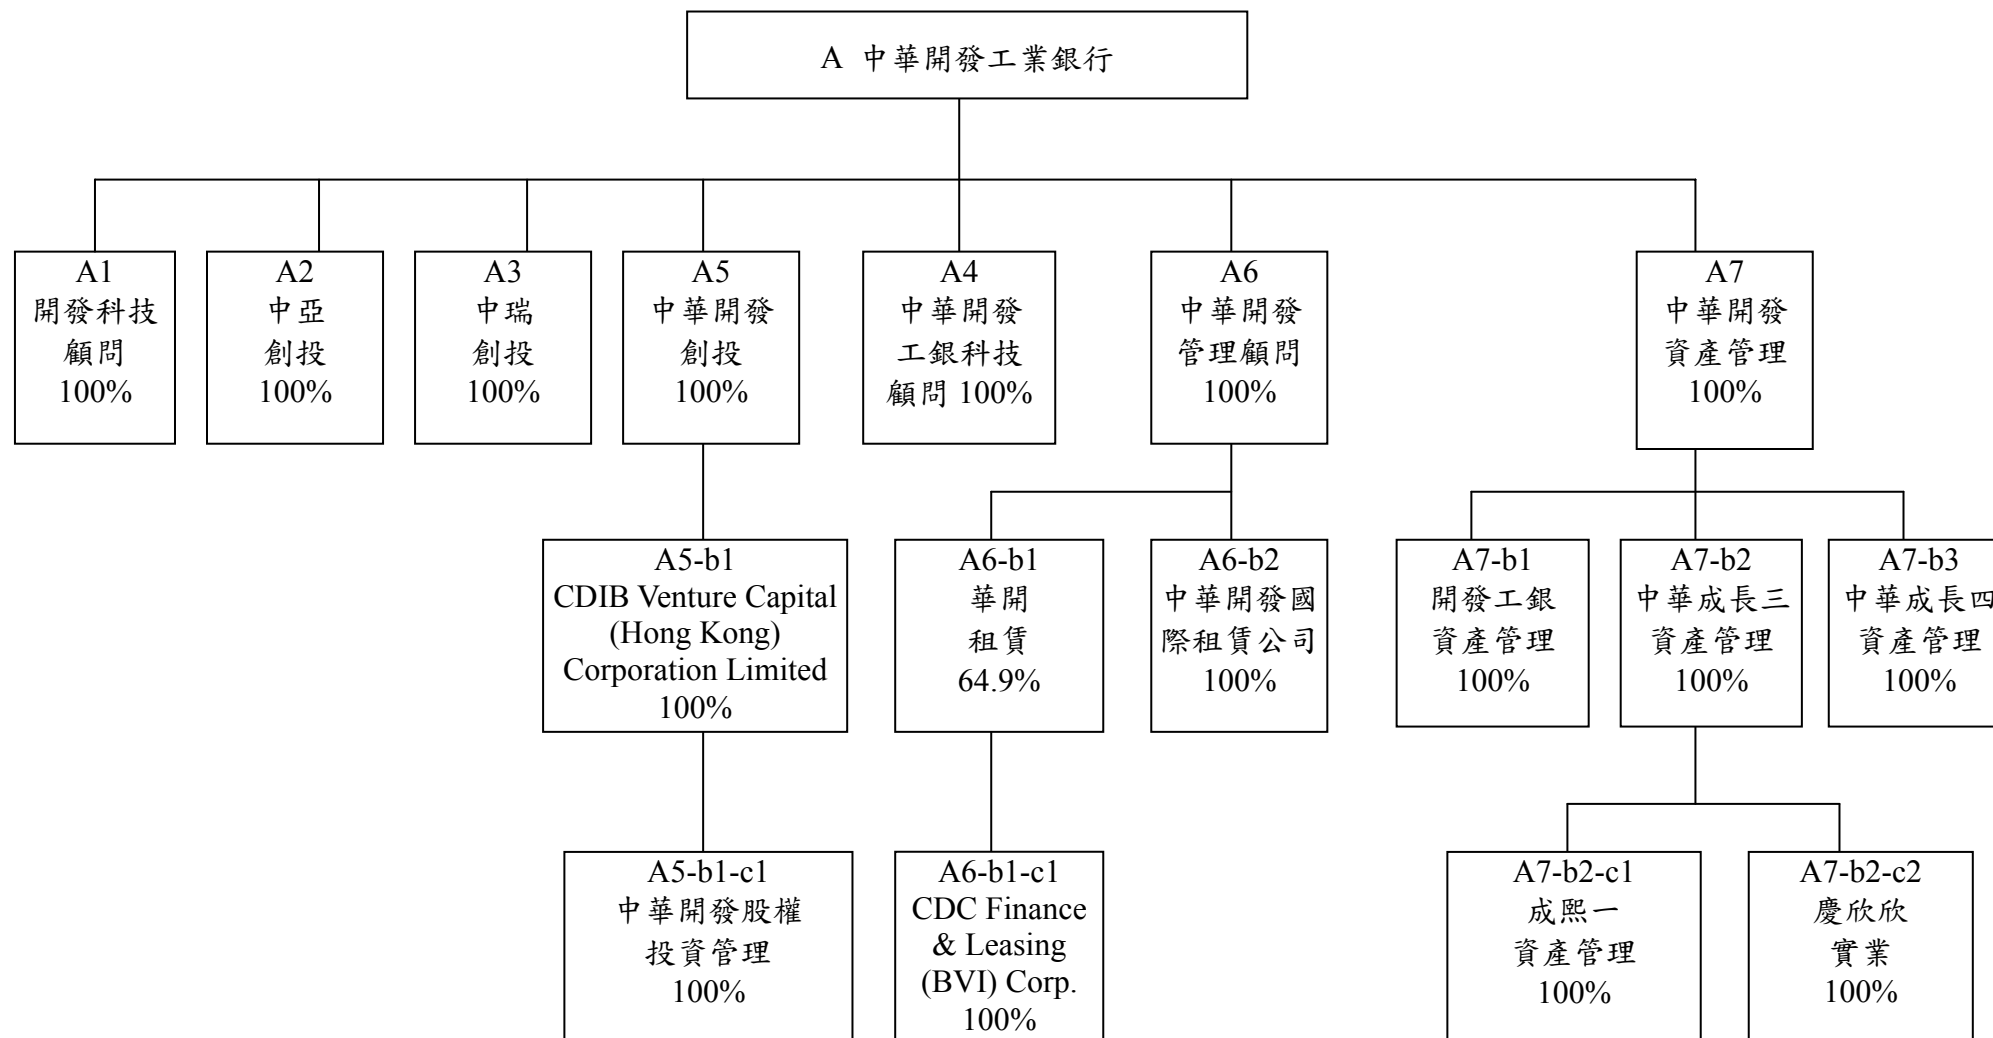 A 中華開發工業銀行
A1
開發科技
顧問
100%
A2
中亞
創投
100%
A3
中瑞
創投
100%
A5
中華開發
創投
100%
A4
中華開發
工銀科技
顧問 100%
A6
中華開發
管理顧問
100%
A7
中華開發
資產管理
100%
A5-b1
CDIB Venture Capital
(Hong Kong)
Corporation Limited
100%
A6-b1
華開
租賃
64.9%
A6-b2
中華開發國
際租賃公司
100%
A7-b1
開發工銀
資產管理
100%
A7-b2
中華成長三
資產管理
100%
A7-b3
中華成長四
資產管理
100%
A5-b1-c1
中華開發股權
投資管理
100%
A6-b1-c1
CDC Finance
& Leasing
(BVI) Corp.
100%
A7-b2-c1
成熙一
資產管理
100%
A7-b2-c2
慶欣欣
實業
100%